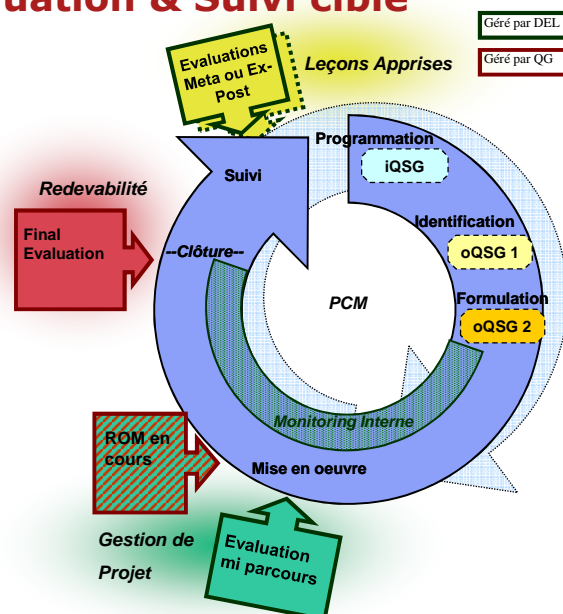 uation & Suivi ciblé
Géré par DEL
Géré par QG
Evaluations
Meta ou Ex-
Post
Leçons Apprises
Programmation
iQSG
Suivi
Redevabilité
Identification
Final
Evaluation
--Clôture--
oQSG 1
PCM
Formulation
oQSG 2
Monitoring Interne
ROM en
cours
Mise en oeuvre
Gestion de
Projet
Evaluation
mi parcours